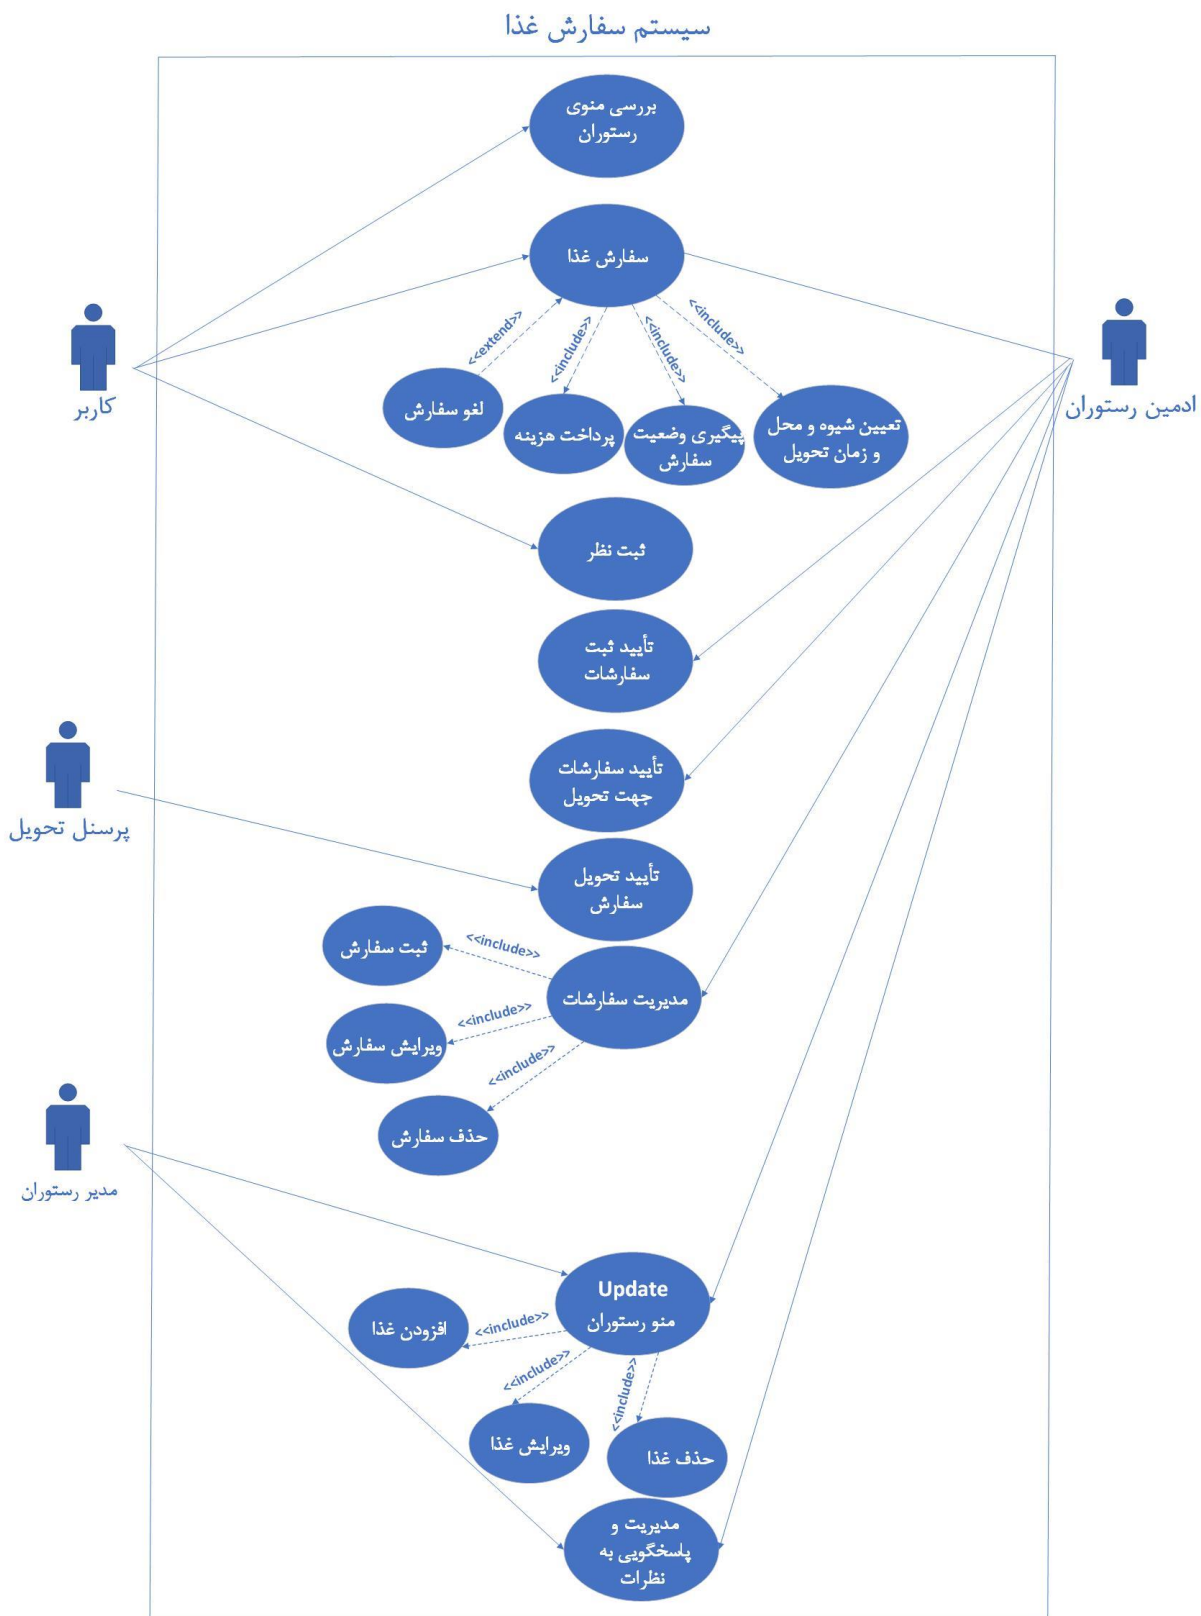 سیستم سفارش غذا
بررسی منوی
رستوران
سفارش غذا
<<extend>>
<<include>>
<<include>>
<<include>>
کاربر
ادمین رستوران
لغو سفارش
پرداخت هزینه
پیگیری وضعیت
سفارش
تعیین شیوه و محل
و زمان تحویل
ثبت نظر
تأیید ثبت
سفارشات
تأیید سفارشات
جهت تحویل
پرسنل تحویل
تأیید تحویل
سفارش
<<include>>
ثبت سفارش
مدیریت سفارشات
<<include>>
ویرایش سفارش
<<include>>
حذف سفارش
مدیر رستوران
Update
منو رستوران
<<include>>
افزودن غذا
<<include>>
<<include>>
ویرایش غذا
حذف غذا
مدیریت و
پاسخگویی به
نظرات